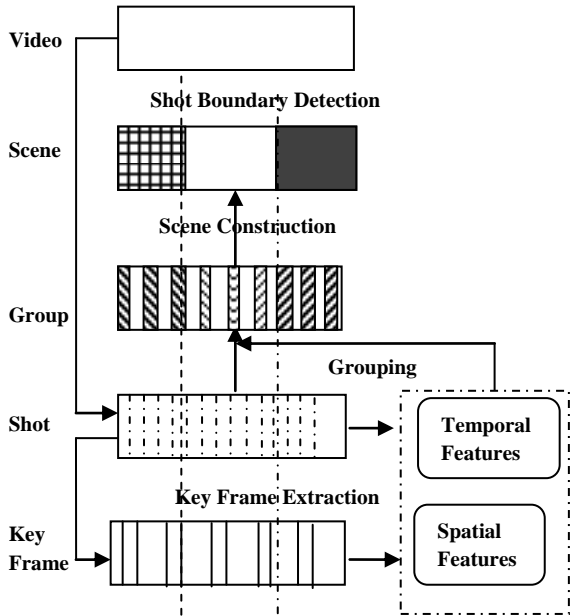 Video
Shot Boundary Detection
Scene
Scene Construction
Group
Grouping
Shot
Temporal
Features
Key Frame Extraction
Key
Frame
Spatial
Features